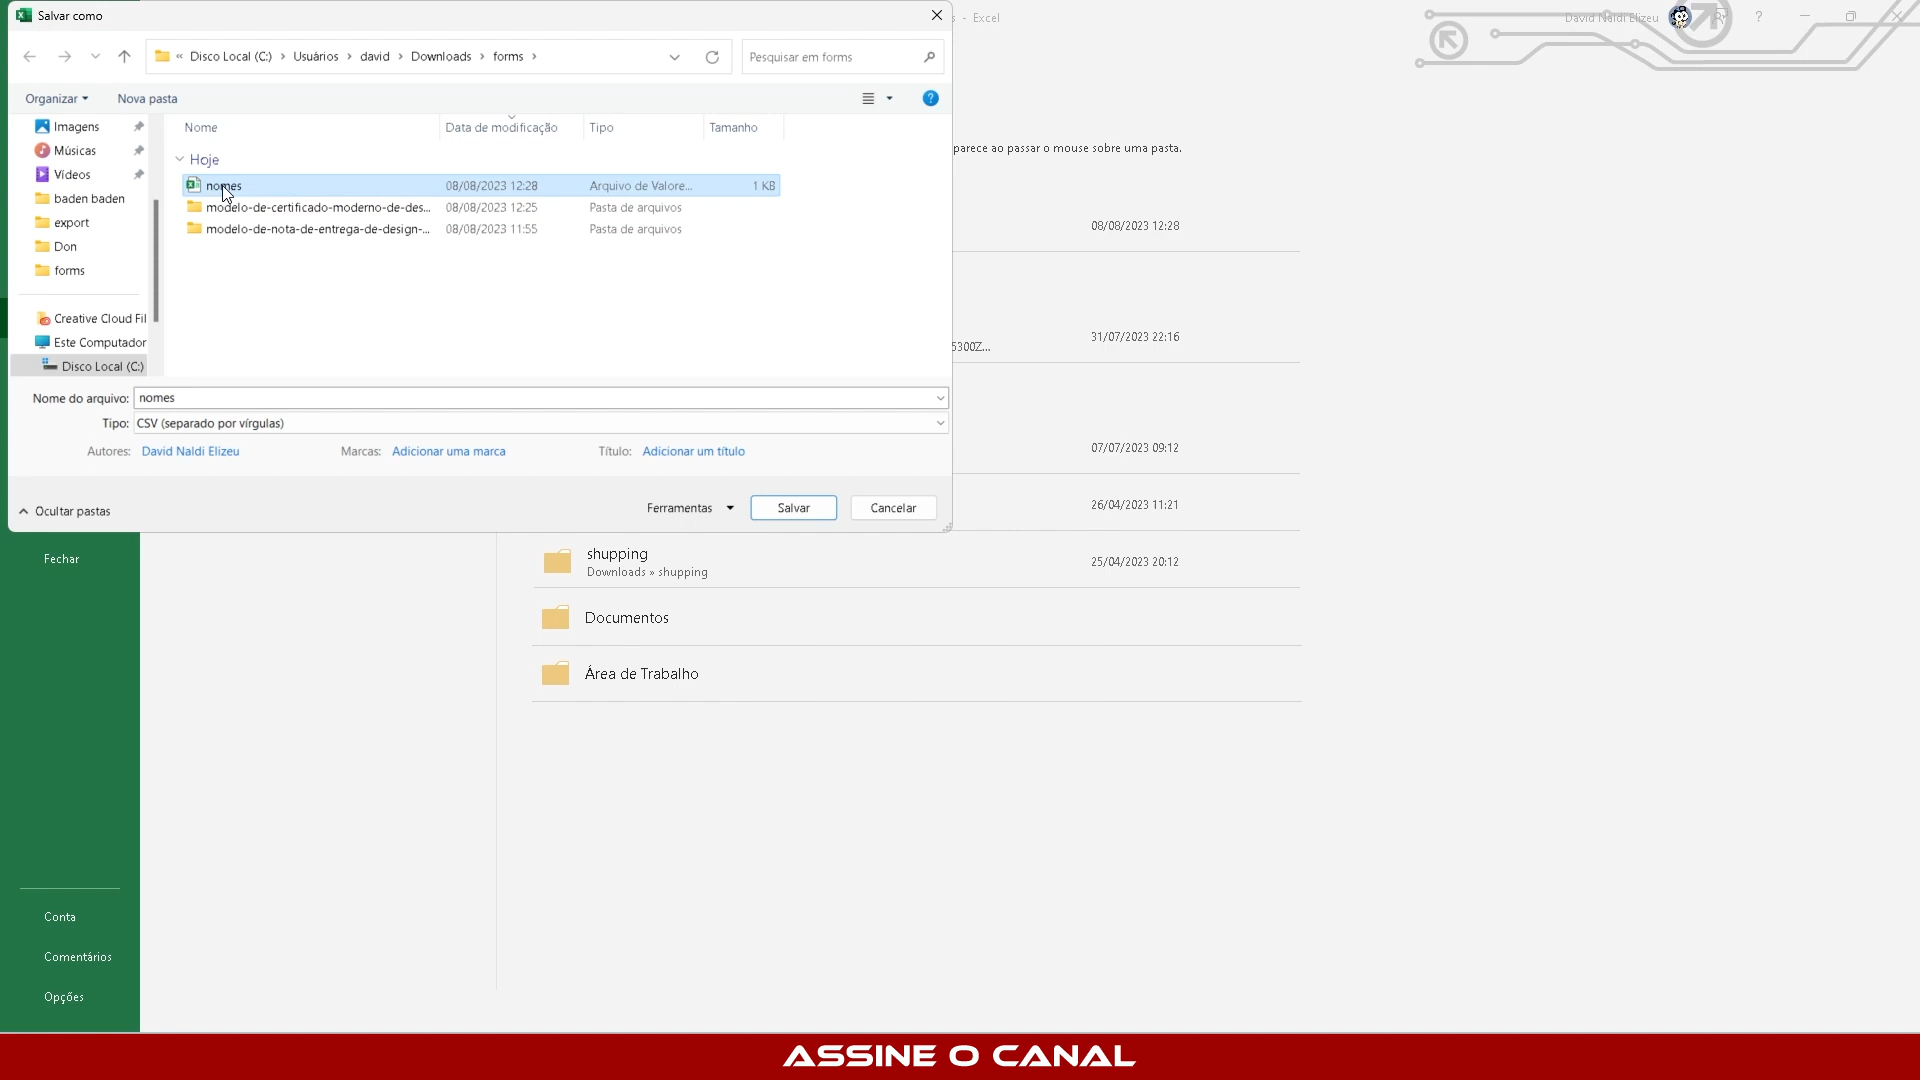 Salvar como
s - Excel
David Naldi Elizeu
?
« Disco Local (C:) › Usuários › david › Downloads › forms ›
Pesquisar em forms
Organizar
Nova pasta
?
Imagens
Músicas
Vídeos
baden baden
export
Don
forms
Creative Cloud Fil
Este Computador
Disco Local (C:)
Nome Data de modificação Tipo Tamanho
Hoje
nomes 08/08/2023 12:28 Arquivo de Valore... 1 KB
modelo-de-certificado-moderno-de-des... 08/08/2023 12:25 Pasta de arquivos
modelo-de-nota-de-entrega-de-design-... 08/08/2023 11:55 Pasta de arquivos
Nome do arquivo: nomes
Tipo: CSV (separado por vírgulas)
Autores: David Naldi Elizeu Marcas: Adicionar uma marca Título: Adicionar um título
Ocultar pastas
Ferramentas Salvar Cancelar
parece ao passar o mouse sobre uma pasta.
08/08/2023 12:28
5300Z...
31/07/2023 22:16
07/07/2023 09:12
26/04/2023 11:21
shupping
Downloads » shupping
25/04/2023 20:12
Documentos
Área de Trabalho
Fechar
Conta
Comentários
Opções
ASSINE O CANAL